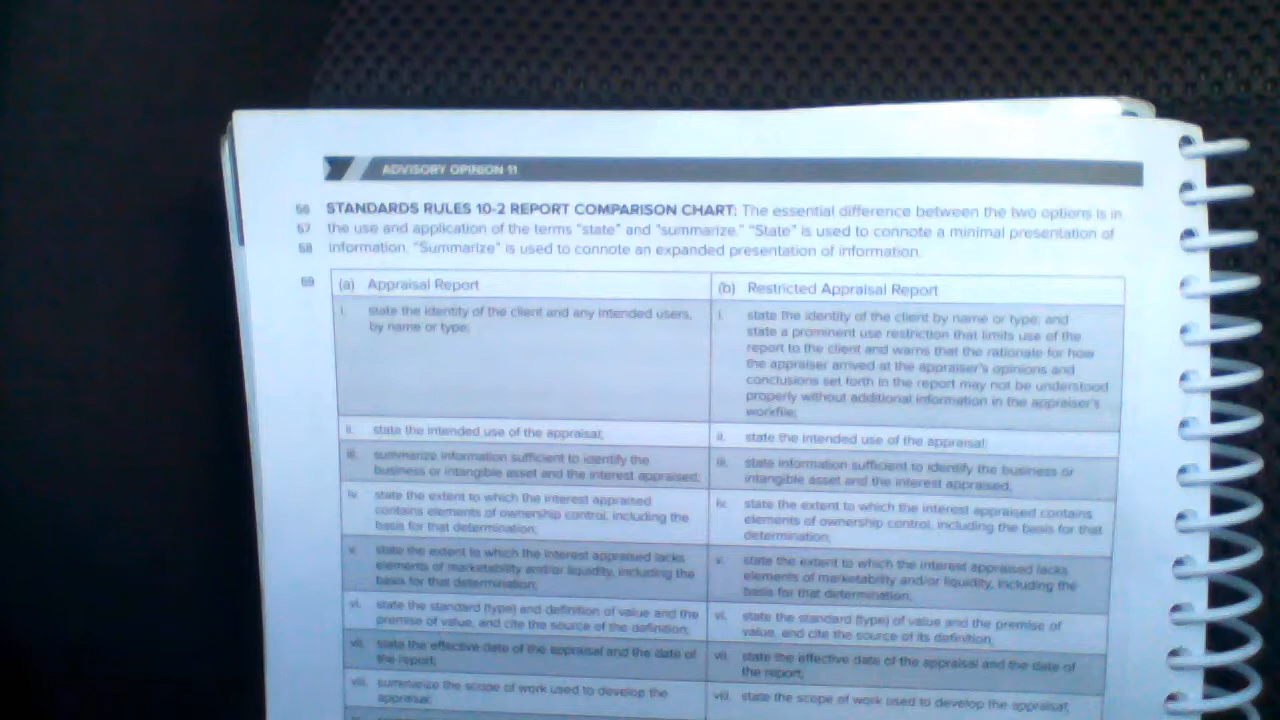 ADVISORY OPINION 11
56 STANDARDS RULES 10-2 REPORT COMPARISON CHART: The essential difference between the two options is in
57 the use and application of the terms "state" and "summarize." "State" is used to connote a minimal presentation of
58 information. "Summarize" is used to connote an expanded presentation of information.
59
(a) Appraisal Report
i. state the identity of the client and any intended users,
by name or type;
ii. state the intended use of the appraisal;
iii. summarize information sufficient to identify the
business or intangible asset and the interest appraised;
iv. state the extent to which the interest appraised
contains elements of ownership control, including the
basis for that determination;
v. state the extent to which the interest appraised lacks
elements of marketability and/or liquidity, including the
basis for that determination;
vi. state the standard (type) and definition of value and the
premise of value, and cite the source of the definition;
vii. state the effective date of the appraisal and the date of
the report;
viii. summarize the scope of work used to develop the
appraisal;
(b) Restricted Appraisal Report
i. state the identity of the client by name or type; and
state a prominent use restriction that limits use of the
report to the client and warns that the rationale for how
the appraiser arrived at the appraiser's opinions and
conclusions set forth in the report may not be understood
properly without additional information in the appraiser's
workfile;
ii. state the intended use of the appraisal;
iii. state information sufficient to identify the business or
intangible asset and the interest appraised;
iv. state the extent to which the interest appraised contains
elements of ownership control, including the basis for that
determination;
v. state the extent to which the interest appraised lacks
elements of marketability and/or liquidity, including the
basis for that determination;
vi. state the standard (type) of value and the premise of
value, and cite the source of its definition;
vii. state the effective date of the appraisal and the date of
the report;
viii. state the scope of work used to develop the appraisal;